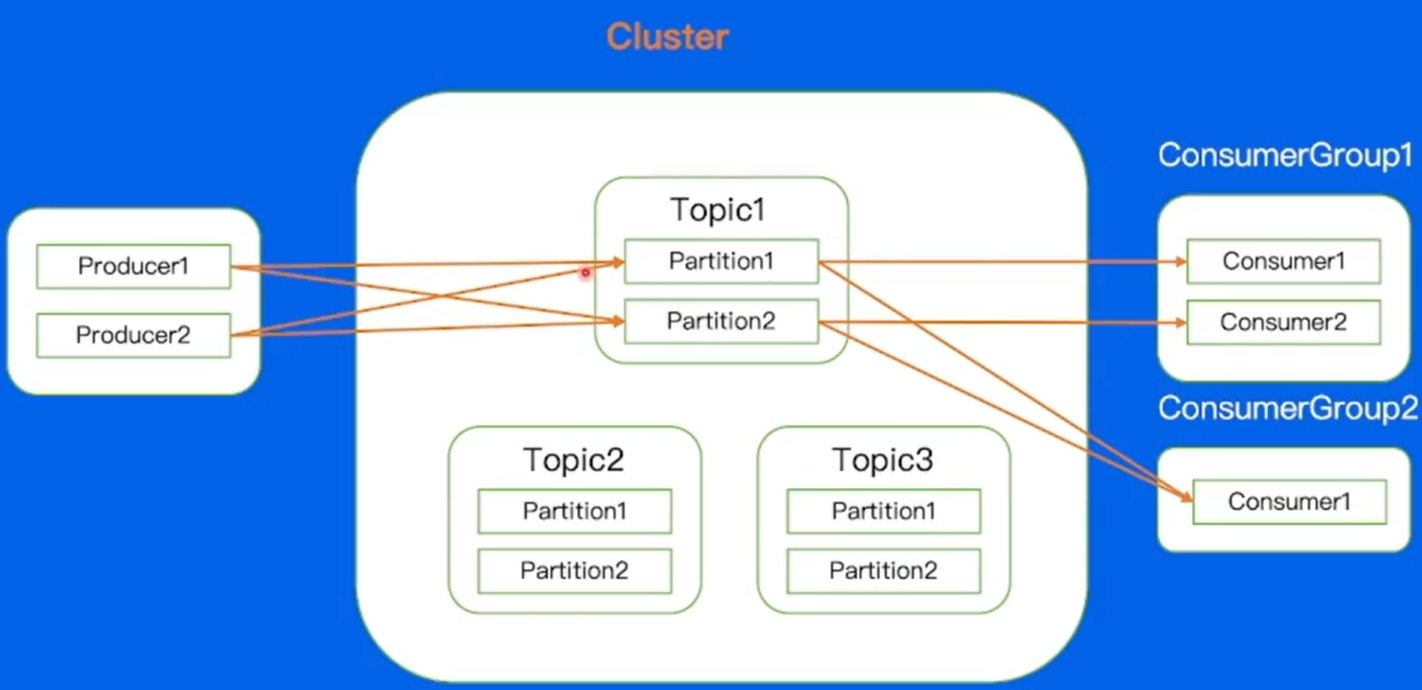 Cluster
Producer1
Producer2
Topic1
Partition1
Partition2
Topic2
Partition1
Partition2
Topic3
Partition1
Partition2
ConsumerGroup1
Consumer1
Consumer2
ConsumerGroup2
Consumer1